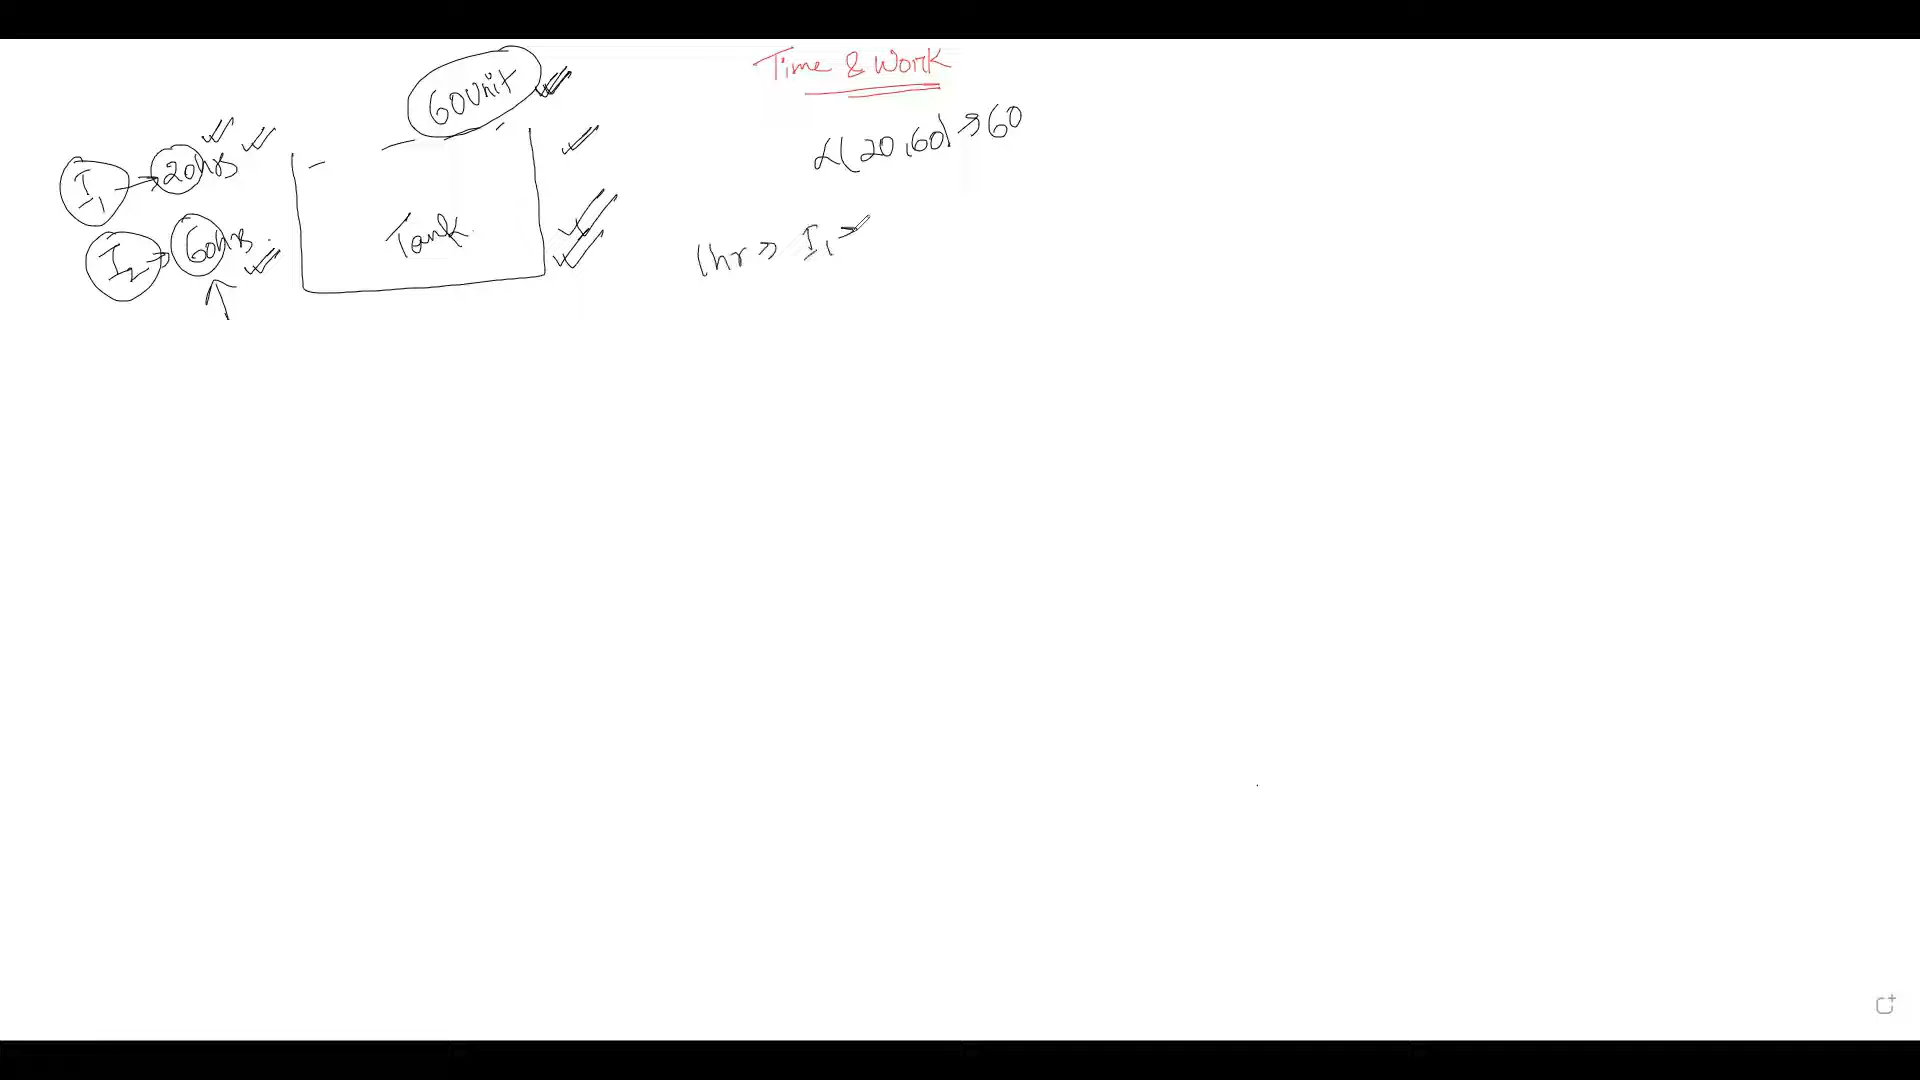 Time & Work
60unit
L(20,60) → 60
I1 → 20hrs
I2 → 60hrs.
Tank
1hr → I1 →